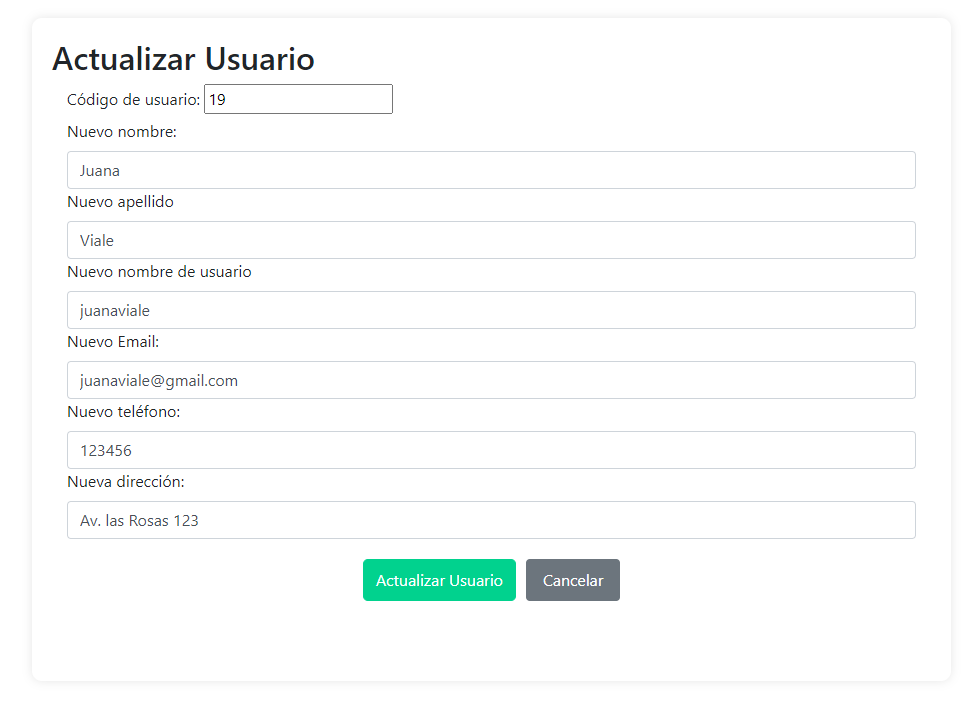 Actualizar Usuario
Código de usuario: 19
Nuevo nombre:
Juana
Nuevo apellido
Viale
Nuevo nombre de usuario
juanaviale
Nuevo Email:
juanaviale@gmail.com
Nuevo teléfono:
123456
Nueva dirección:
Av. las Rosas 123
Actualizar Usuario Cancelar